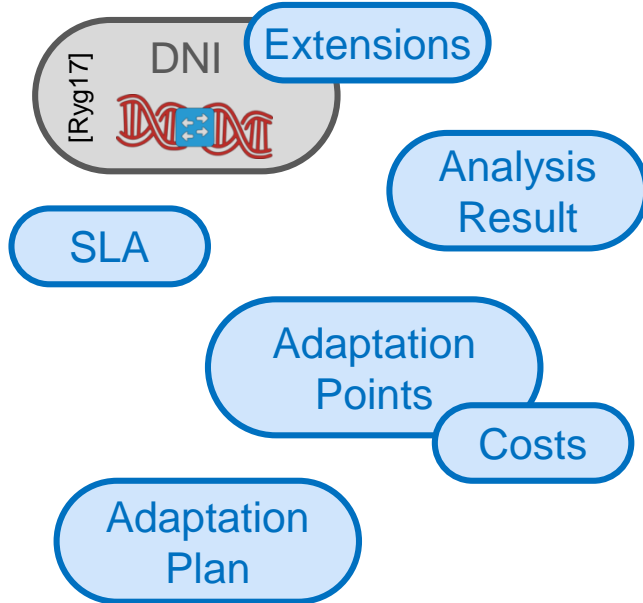 [Ryg17]
DNI
Extensions
Analysis
Result
SLA
Adaptation
Points
Costs
Adaptation
Plan